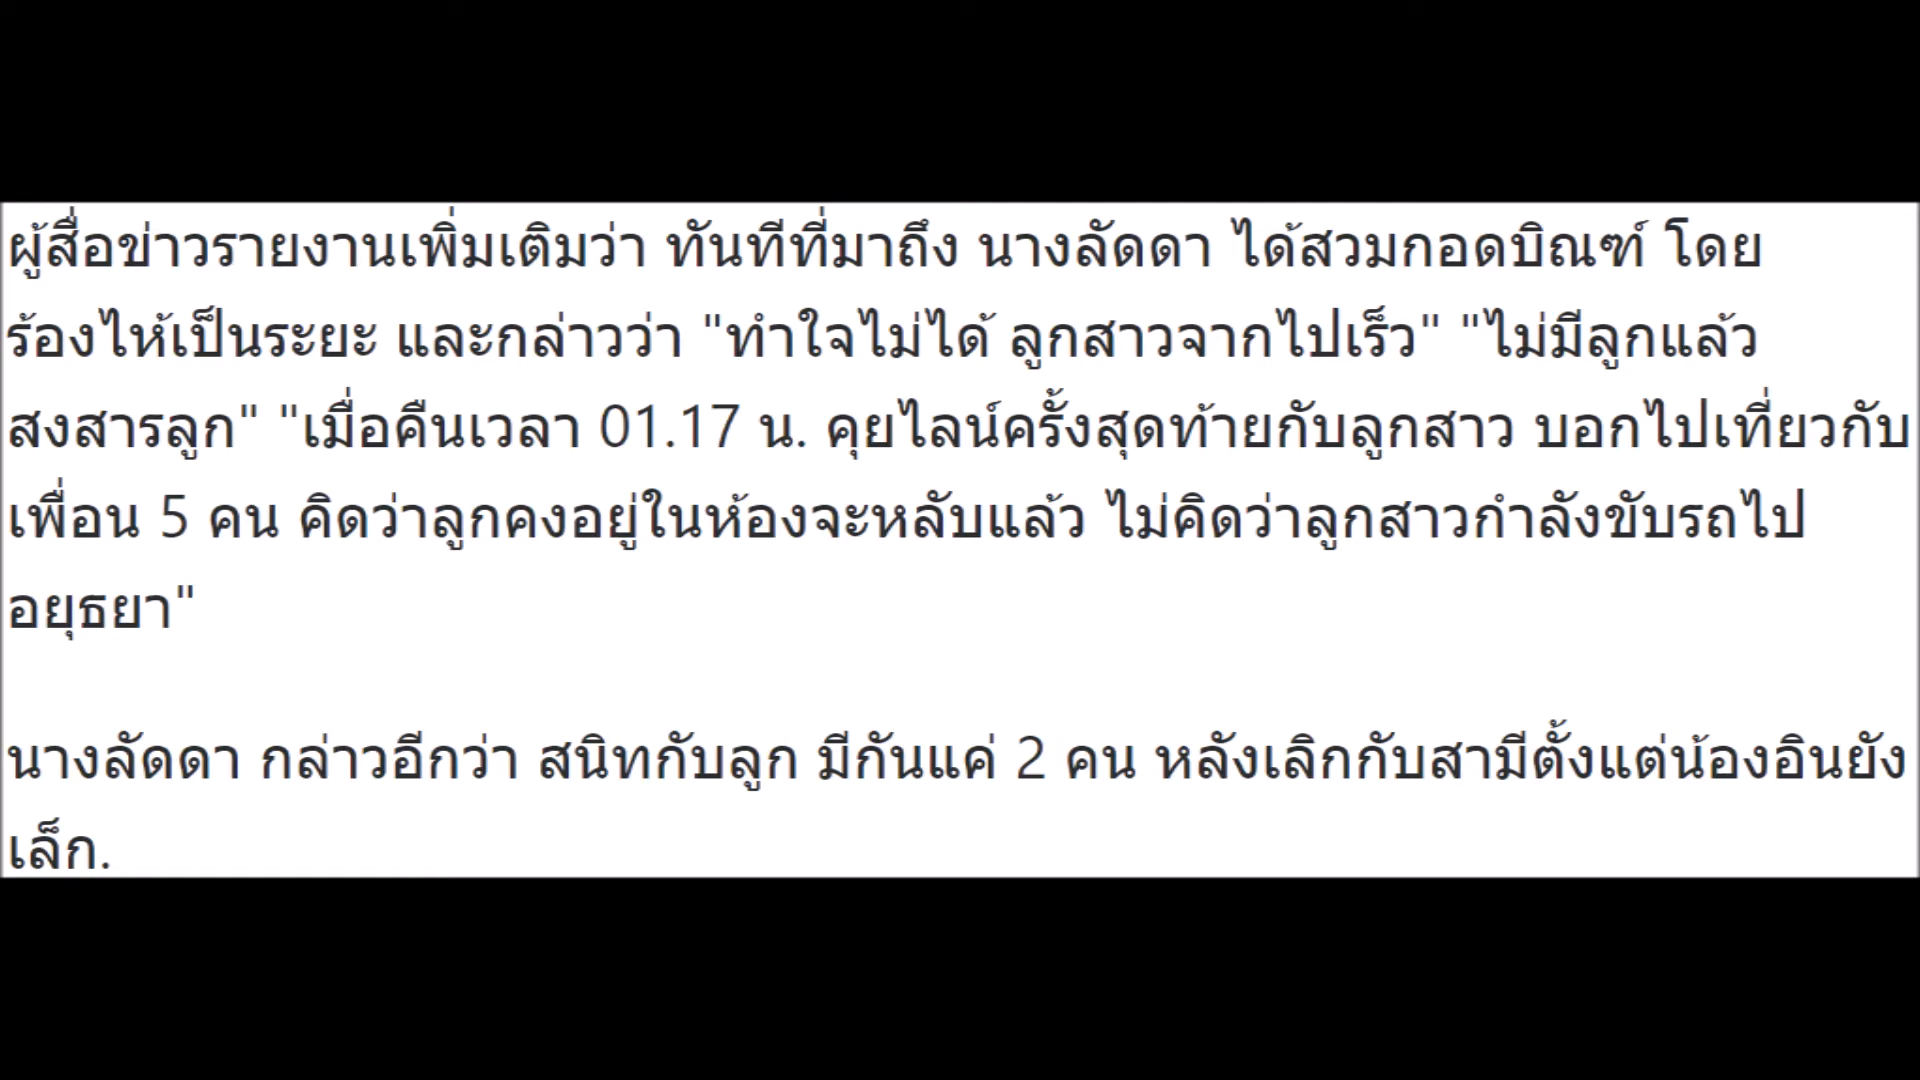 ผู้สื่อข่าวรายงานเพิ่มเติมว่า ทันทีที่มาถึง นางลัดดา ได้สวมกอดบิณฑ์ โดย
ร้องไห้เป็นระยะ และกล่าวว่า "ทำใจไม่ได้ ลูกสาวจากไปเร็ว" "ไม่มีลูกแล้ว
สงสารลูก" "เมื่อคืนเวลา 01.17 น. คุยไลน์ครั้งสุดท้ายกับลูกสาว บอกไปเที่ยวกับ
เพื่อน 5 คน คิดว่าลูกคงอยู่ในห้องจะหลับแล้ว ไม่คิดว่าลูกสาวกำลังขับรถไป
อยุธยา"
นางลัดดา กล่าวอีกว่า สนิทกับลูก มีกันแค่ 2 คน หลังเลิกกับสามีตั้งแต่น้องอินยัง
เล็ก.